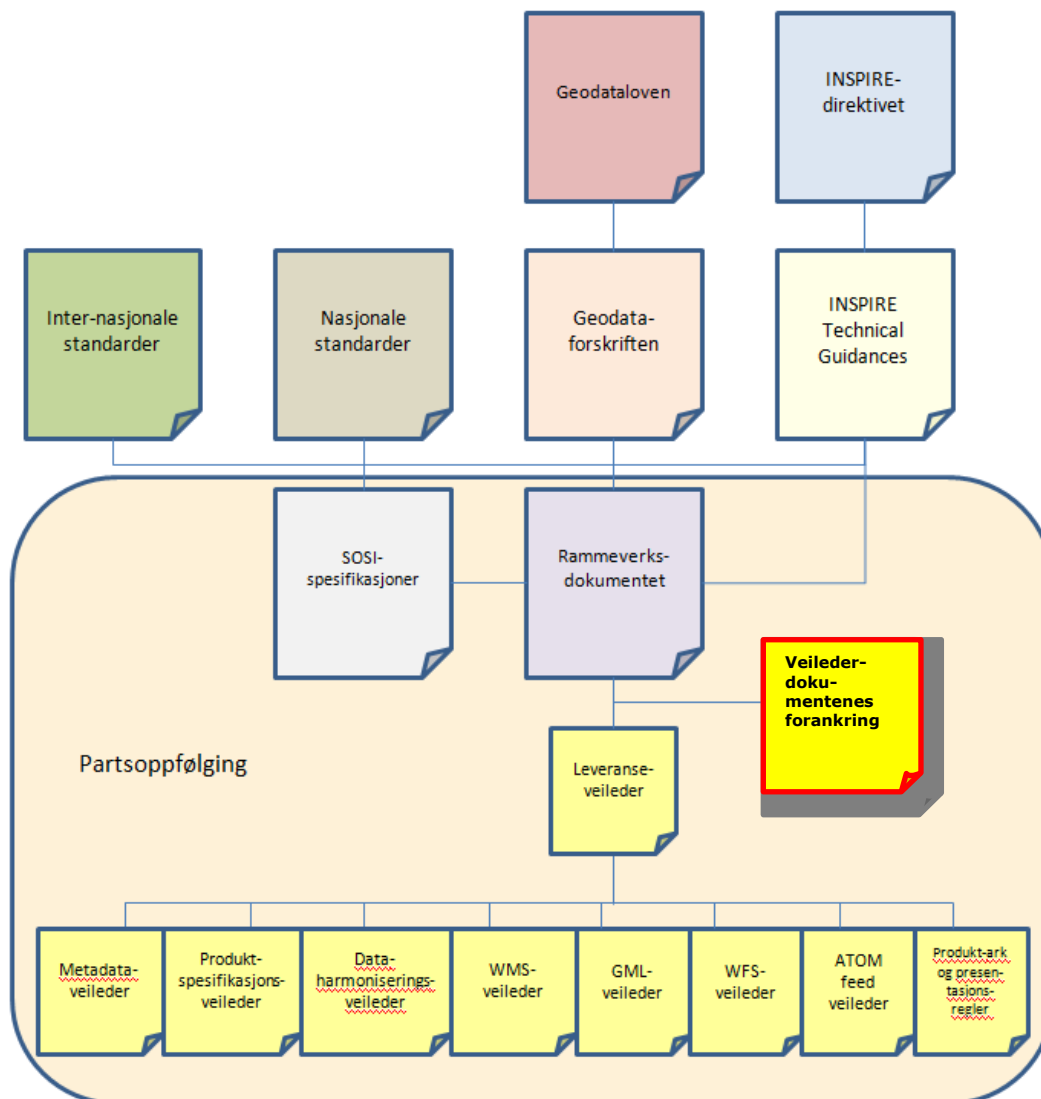 Geodataloven
INSPIRE-
direktivet
Inter-nasjonale
standarder
Nasjonale
standarder
Geodata-
forskriften
INSPIRE
Technical
Guidances
SOSI-
spesifikasjoner
Rammeverks-
dokumentet
Veileder-
doku-
mentenes
forankring
Partsoppfølging
Leveranse-
veileder
Metadata-
veileder
Produkt-
spesifikasjons-
veileder
Data-
harmoniserings-
veileder
WMS-
veileder
GML-
veileder
WFS-
veileder
ATOM
feed
veileder
Produkt-ark
og presen-
tasjons-
regler